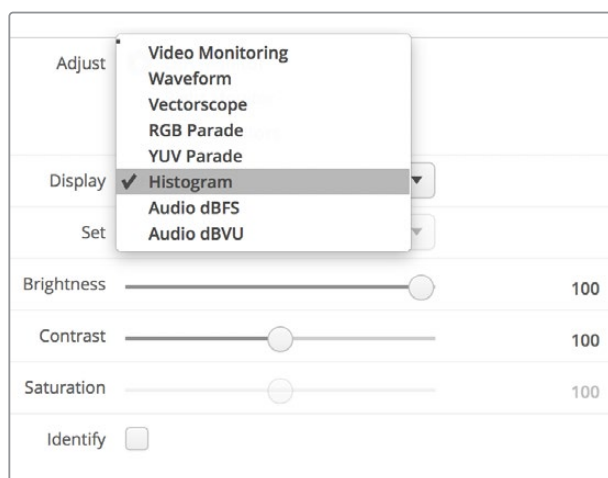 Adjust
Video Monitoring
Waveform
Vectorscope
RGB Parade
YUV Parade
Display ✓ Histogram
Audio dBFS
Set Audio dBVU
Brightness 100
Contrast 100
Saturation 100
Identify